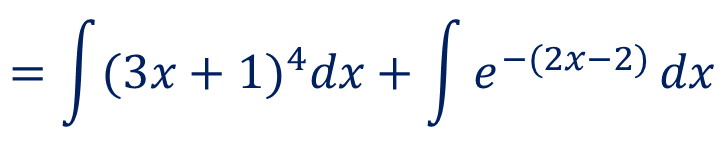 = ∫(3x + 1)⁴dx + ∫ e⁻⁽²ˣ⁻²⁾ dx